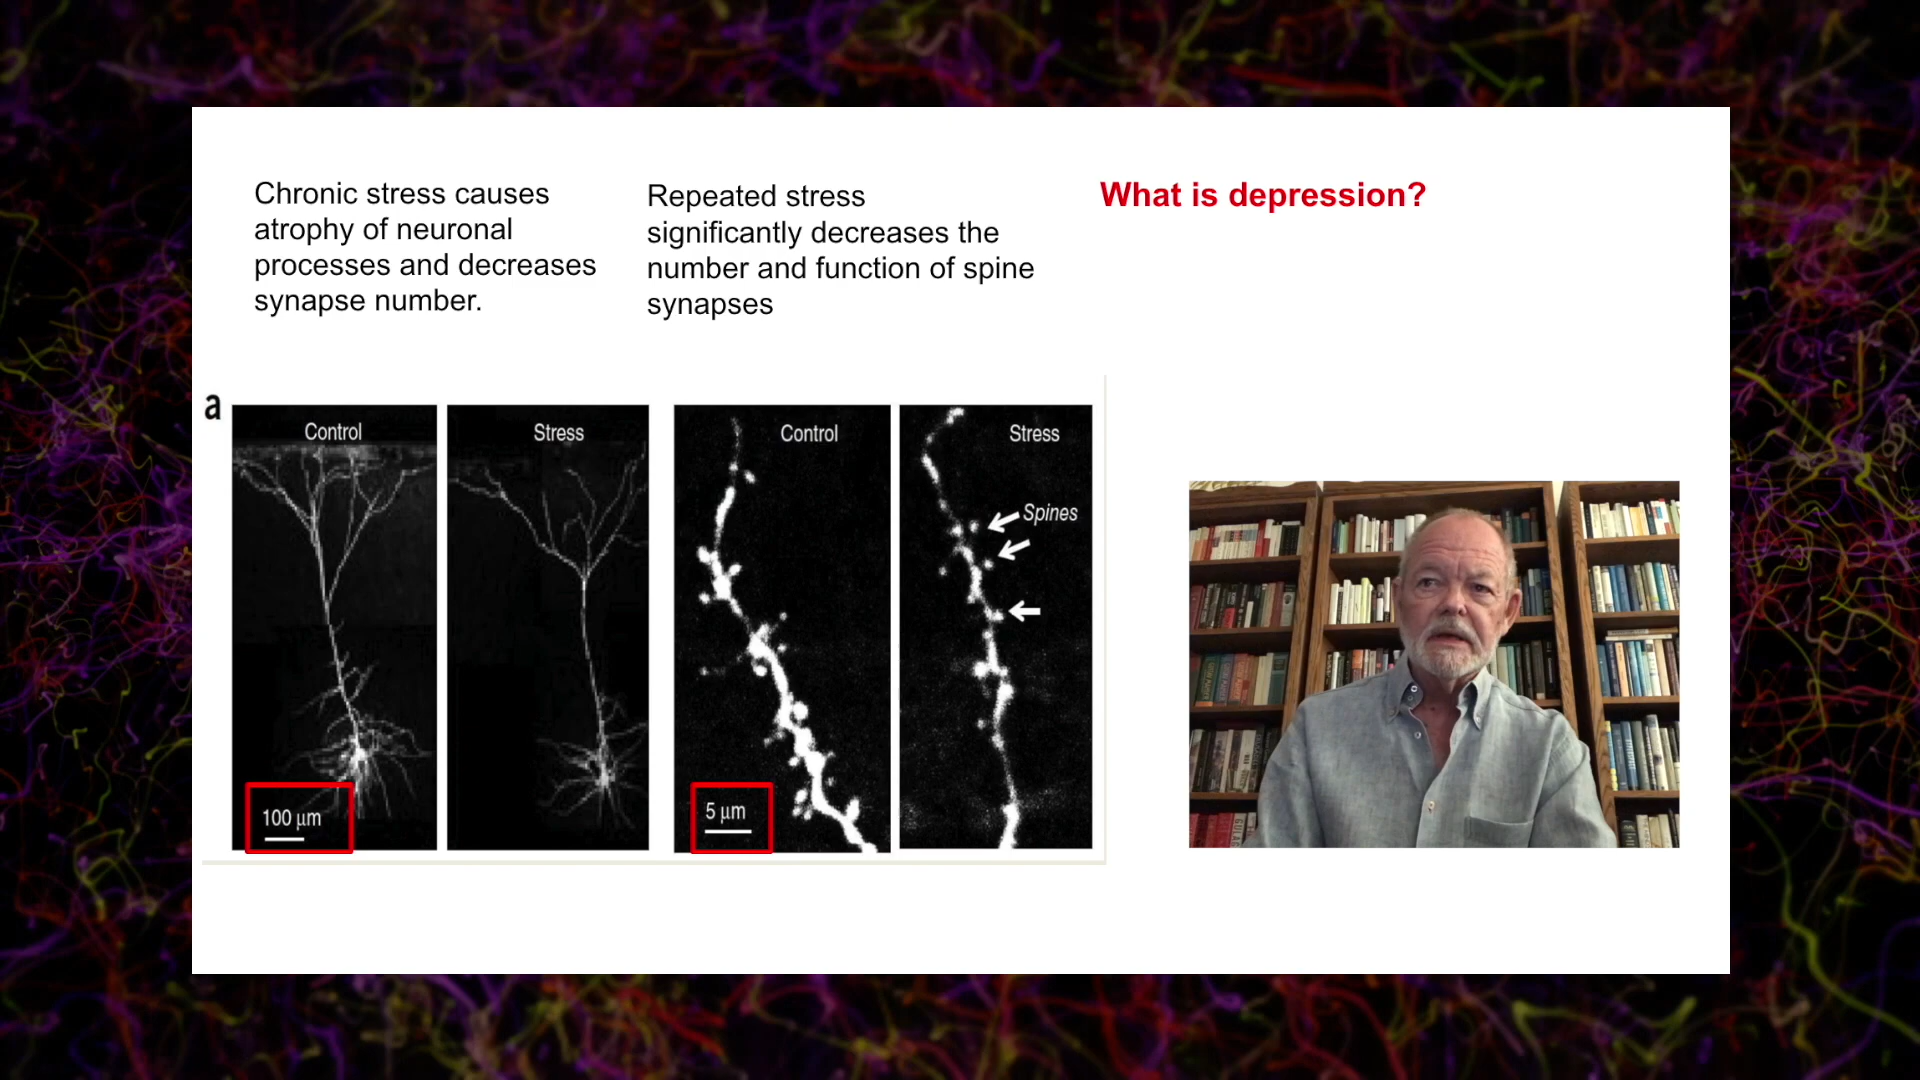 Chronic stress causes
atrophy of neuronal
processes and decreases
synapse number.
Repeated stress
significantly decreases the
number and function of spine
synapses
What is depression?
a
Control
Stress
Control
Stress
Spines
100 µm
5 µm